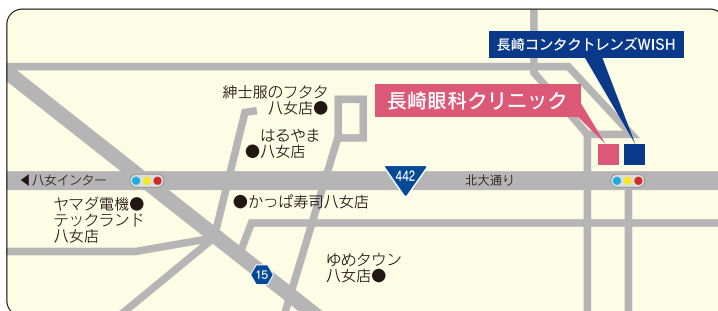 長崎コンタクトレンズWISH
長崎眼科クリニック
紳士服のフタタ
八女店
はるやま
八女店
442
八女インター
北大通り
ヤマダ電機
テックランド
八女店
かっぱ寿司八女店
ゆめタウン
八女店
15